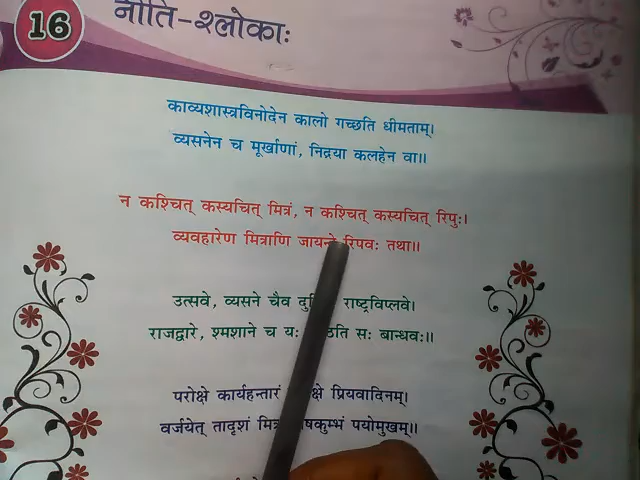 16
नीति-श्लोकाः
काव्यशास्त्रविनोदेन कालो गच्छति धीमताम्।
व्यसनेन च मूर्खाणां, निद्रया कलहेन वा॥
न कश्चित् कस्यचित् मित्रं, न कश्चित् कस्यचित् रिपुः।
व्यवहारेण मित्राणि जायन्ते रिपवः तथा॥
उत्सवे, व्यसने चैव राष्ट्रविप्लवे।
राजद्वारे, श्मशाने च यः सः बान्धवः॥
परोक्षे कार्यहन्तारं प्रियवादिनम्।
वर्जयेत् तादृशं पयोमुखम्॥